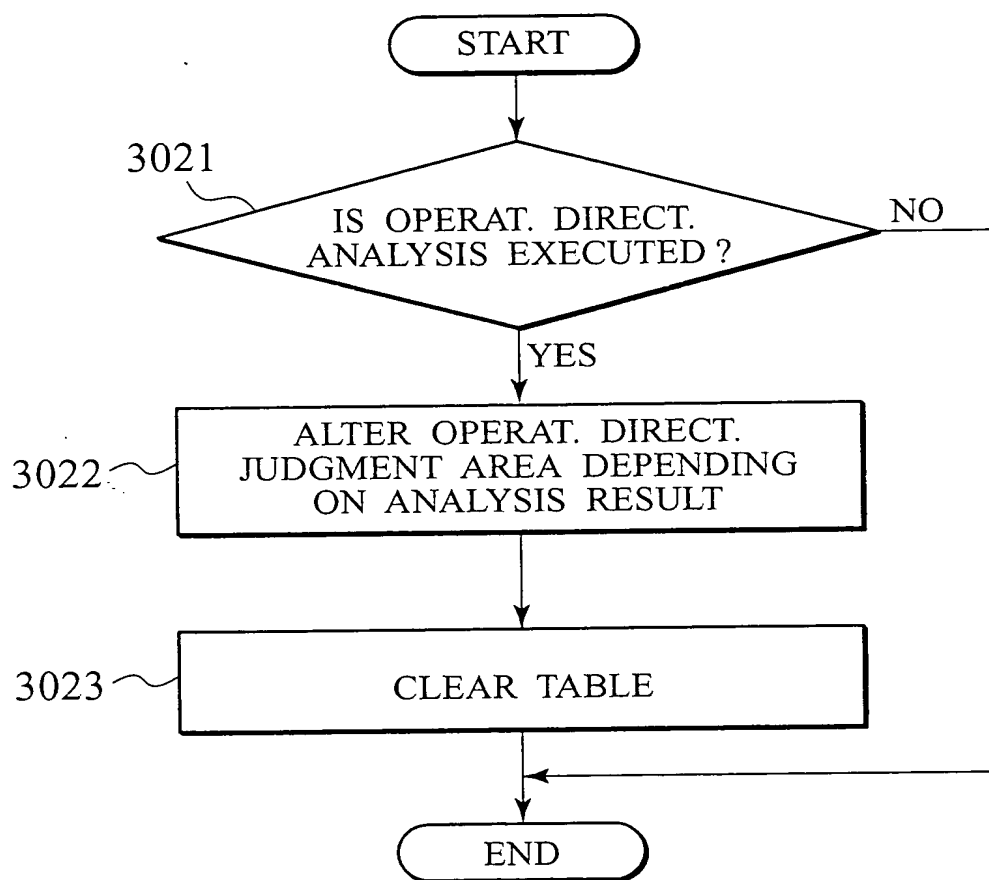 START
3021
IS OPERAT. DIRECT.
ANALYSIS EXECUTED ?
NO
YES
3022
ALTER OPERAT. DIRECT.
JUDGMENT AREA DEPENDING
ON ANALYSIS RESULT
3023
CLEAR TABLE
END